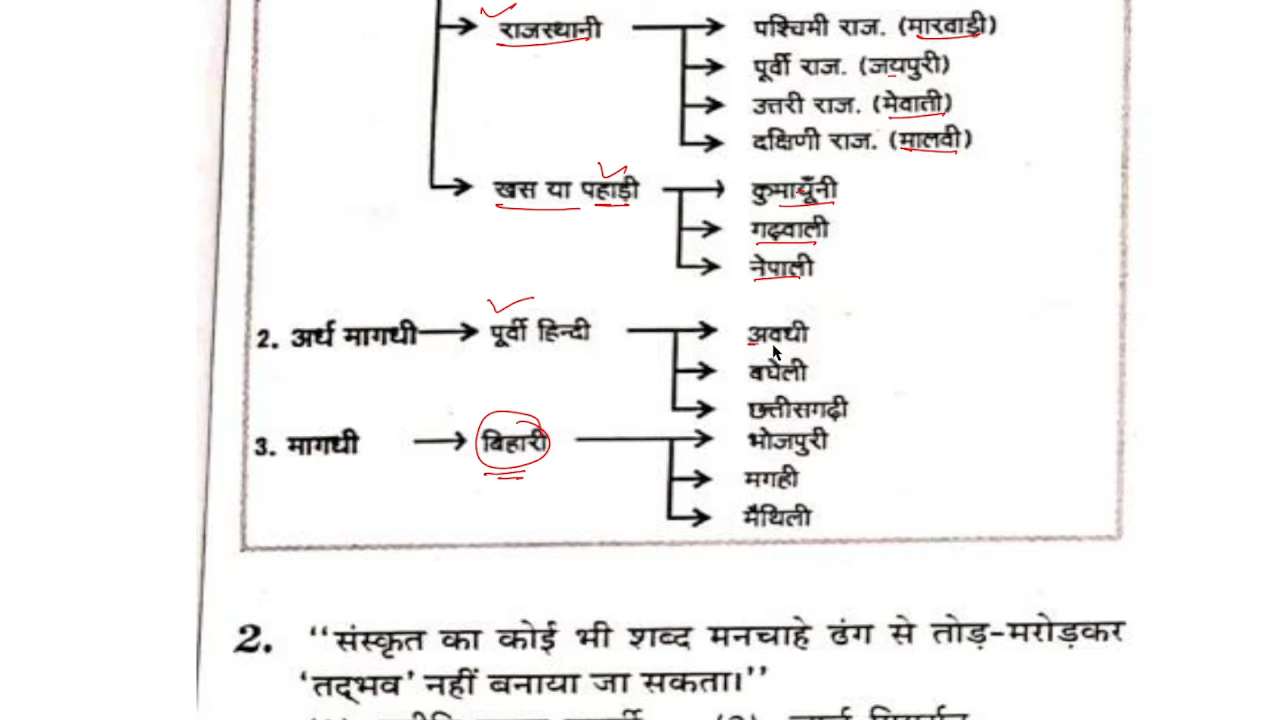 राजस्थानी → पश्चिमी राज. (मारवाड़ी)
पूर्वी राज. (जयपुरी)
उत्तरी राज. (मेवाती)
दक्षिणी राज. (मालवी)
खस या पहाड़ी → कुमायूँनी
गढ़वाली
नेपाली
2. अर्ध मागधी → पूर्वी हिन्दी → अवधी
बघेली
छत्तीसगढ़ी
3. मागधी → बिहारी → भोजपुरी
मगही
मैथिली
2. “संस्कृत का कोई भी शब्द मनचाहे ढंग से तोड़-मरोड़कर
‘तद्‌भव’ नहीं बनाया जा सकता।”